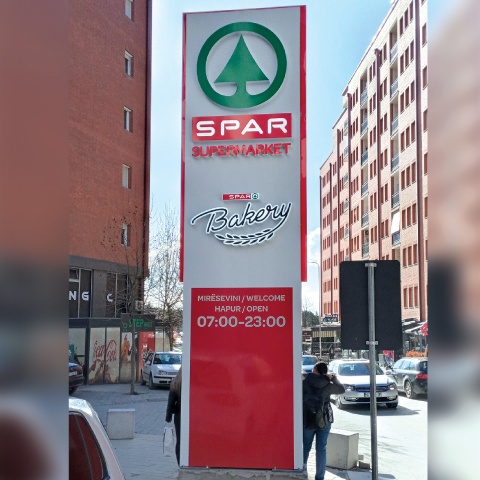 SPAR
SUPERMARKET
SPAR
Bakery
MIRËSEVINI / WELCOME
HAPUR / OPEN
07:00-23:00